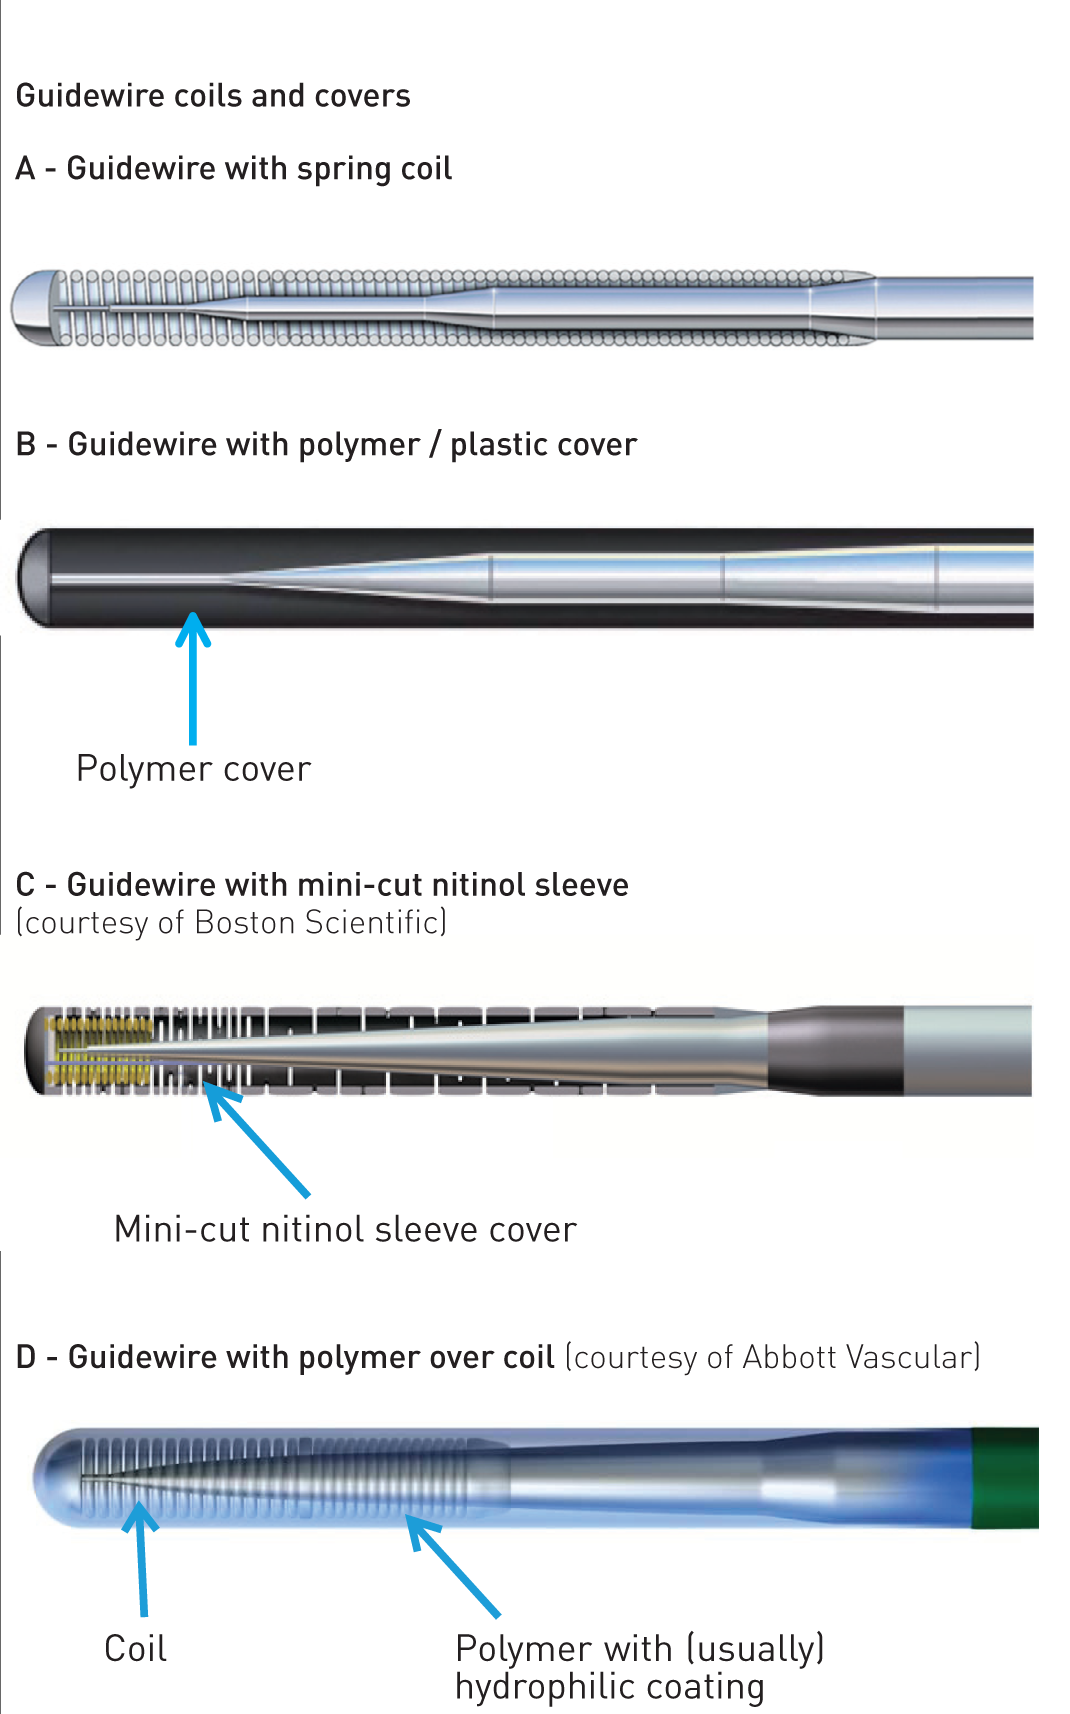 Guidewire coils and covers
A - Guidewire with spring coil
B - Guidewire with polymer / plastic cover
Polymer cover
C - Guidewire with mini-cut nitinol sleeve
(courtesy of Boston Scientific)
Mini-cut nitinol sleeve cover
D - Guidewire with polymer over coil (courtesy of Abbott Vascular)
Coil
Polymer with (usually)
hydrophilic coating